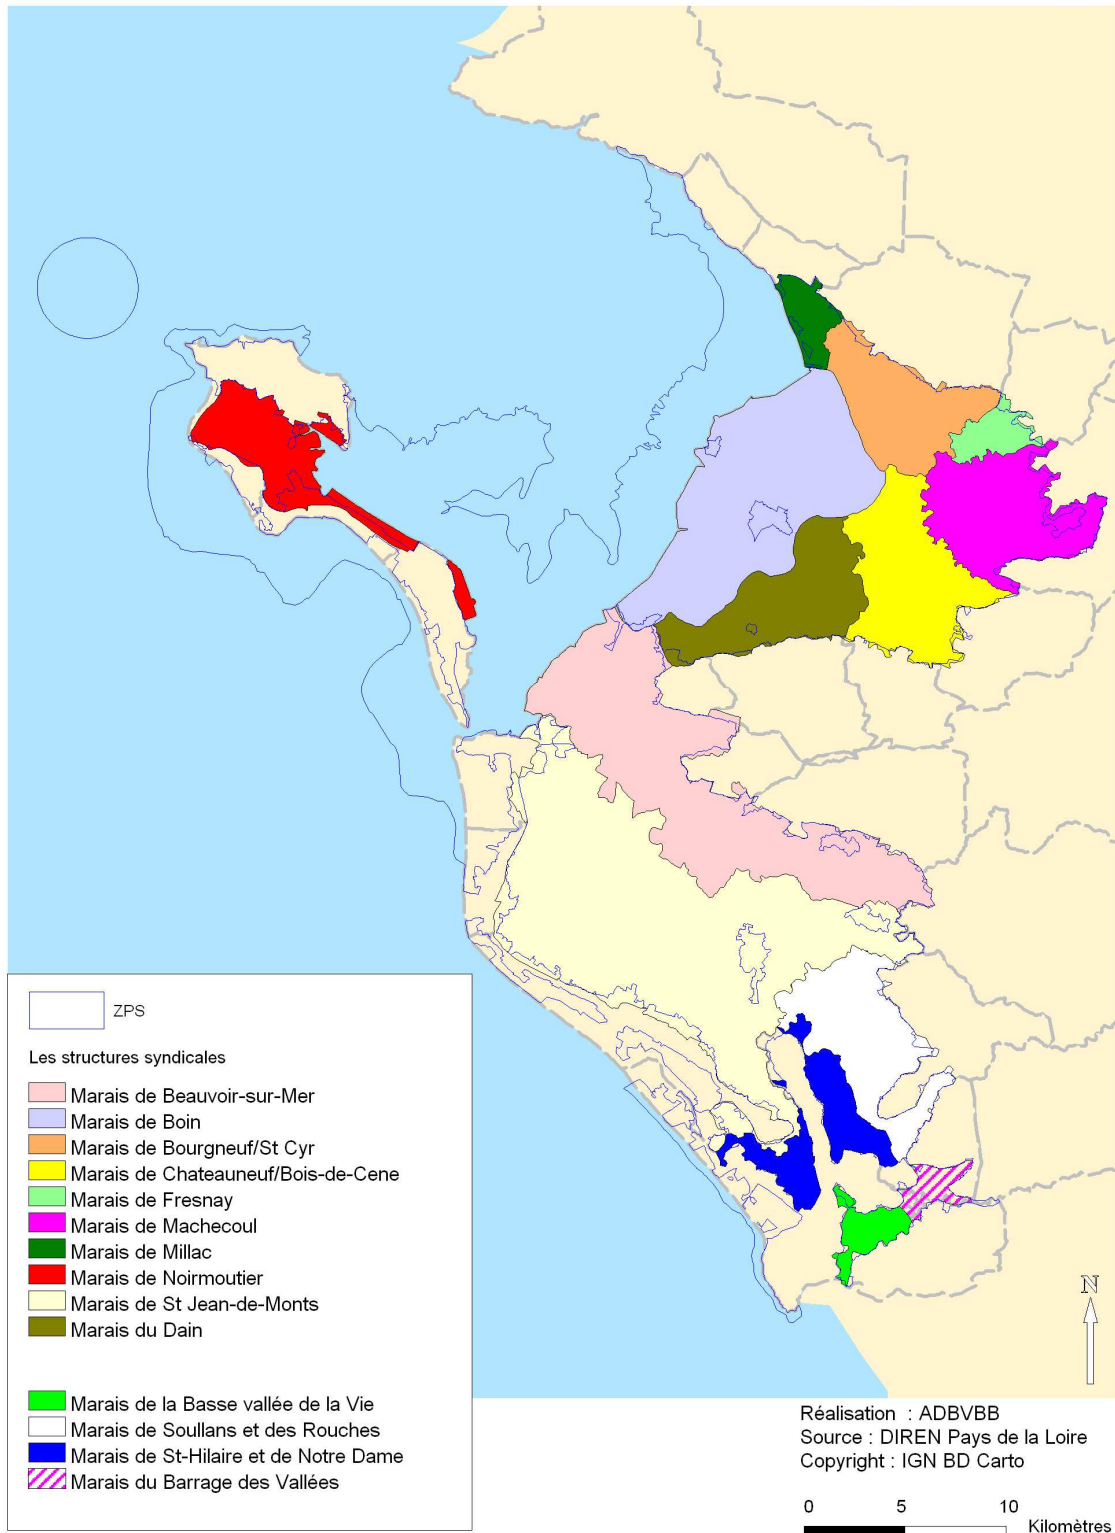 ZPS
Les structures syndicales
Marais de Beauvoir-sur-Mer
Marais de Boin
Marais de Bourgneuf/St Cyr
Marais de Chateauneuf/Bois-de-Cene
Marais de Fresnay
Marais de Machecoul
Marais de Millac
Marais de Noirmoutier
Marais de St Jean-de-Monts
Marais du Dain
Marais de la Basse vallée de la Vie
Marais de Soullans et des Rouches
Marais de St-Hilaire et de Notre Dame
Marais du Barrage des Vallées
N
Réalisation : ADBVBB
Source : DIREN Pays de la Loire
Copyright : IGN BD Carto
0 5 10
Kilomètres